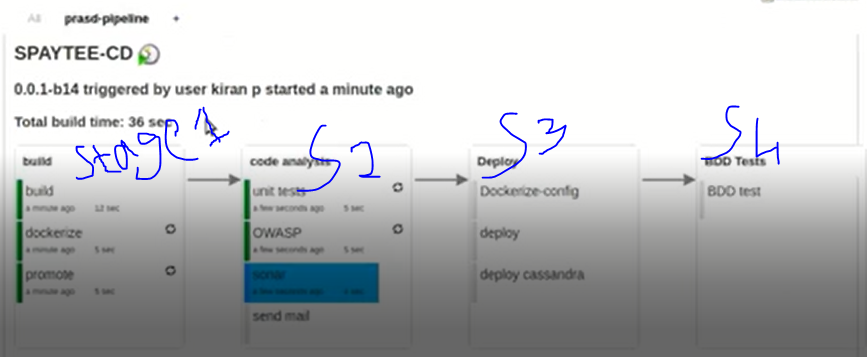 All prasd-pipeline +
SPAYTEE-CD
0.0.1-b14 triggered by user kiran p started a minute ago
Total build time: 36 sec
stage 1
S2
S3
S4
build
code analysis
Deploy
BDD Tests
build
a minute ago 12 sec
dockerize
a minute ago 5 sec
promote
a minute ago 5 sec
unit tests
a few seconds ago 5 sec
OWASP
a few seconds ago 5 sec
sonar
a few seconds ago
send mail
Dockerize-config
deploy
deploy cassandra
BDD test